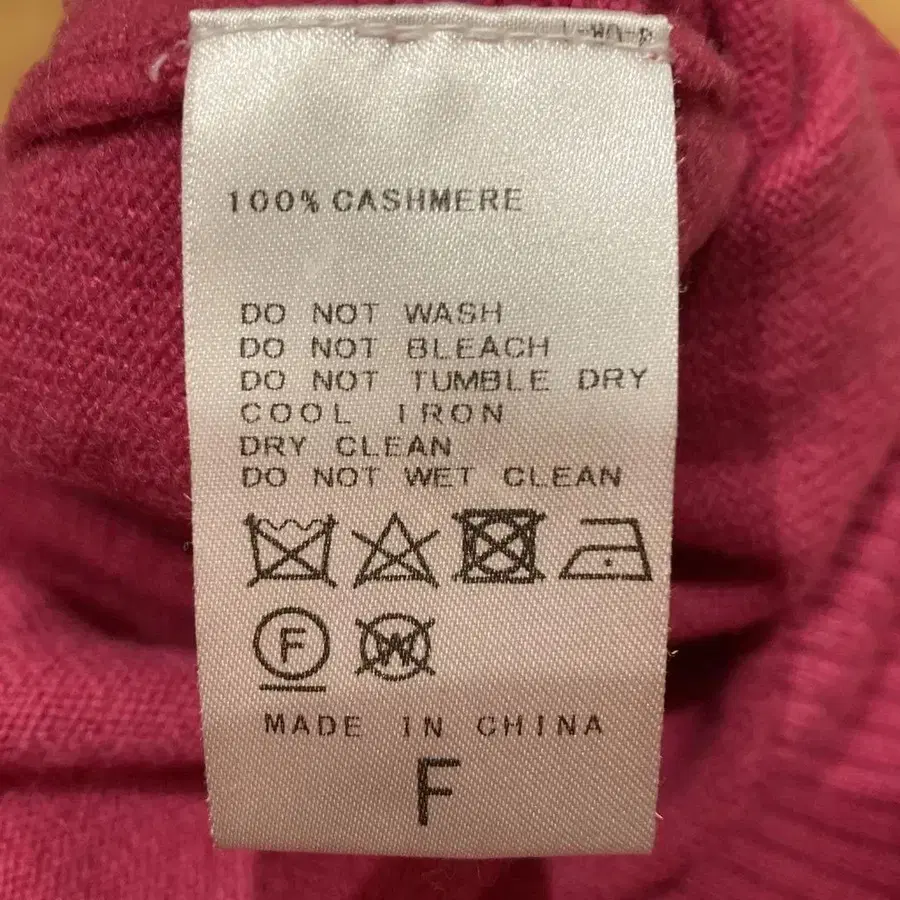 100% CASHMERE
DO NOT WASH
DO NOT BLEACH
DO NOT TUMBLE DRY
COOL IRON
DRY CLEAN
DO NOT WET CLEAN
F W
MADE IN CHINA
F